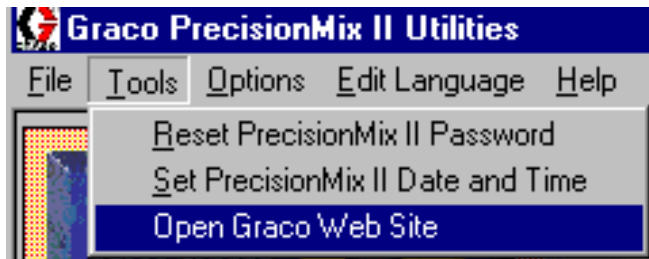 Graco PrecisionMix II Utilities
File Tools Options Edit Language Help
Reset PrecisionMix II Password
Set PrecisionMix II Date and Time
Open Graco Web Site